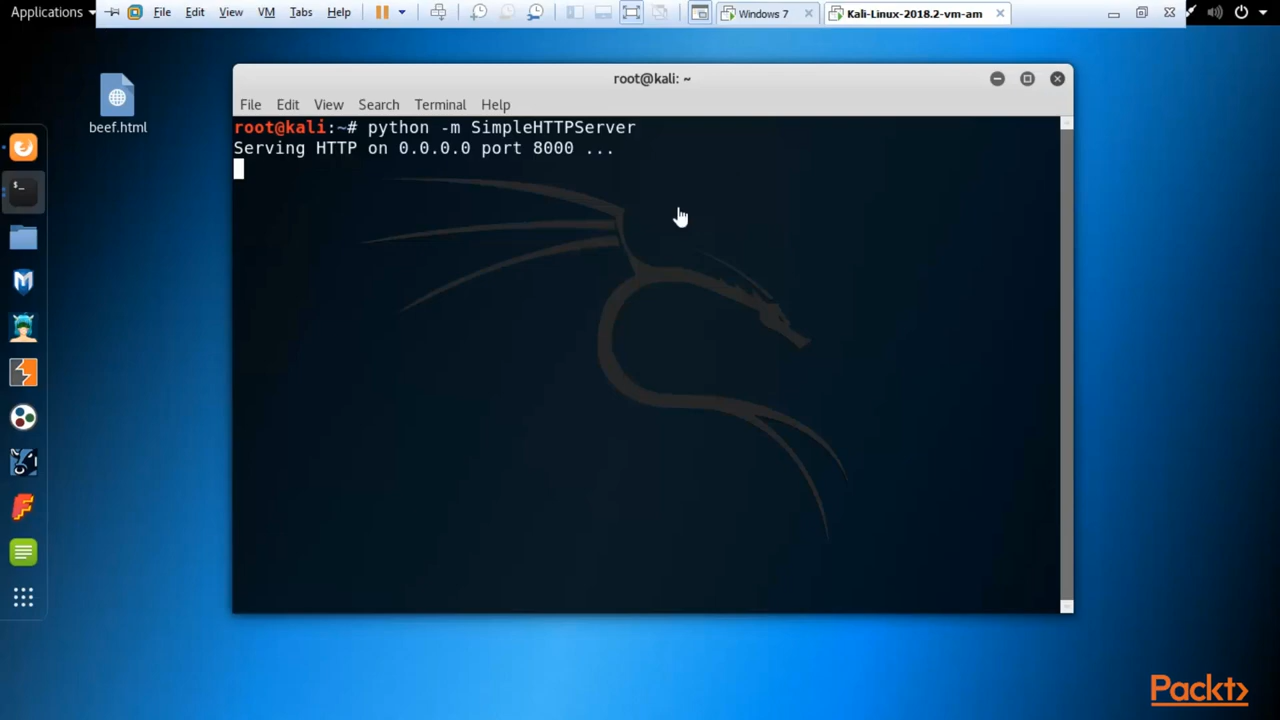 Applications File Edit View VM Tabs Help Windows 7 Kali-Linux-2018.2-vm-am
beef.html
root@kali: ~
File Edit View Search Terminal Help
root@kali:~# python -m SimpleHTTPServer
Serving HTTP on 0.0.0.0 port 8000 ...
Packt>